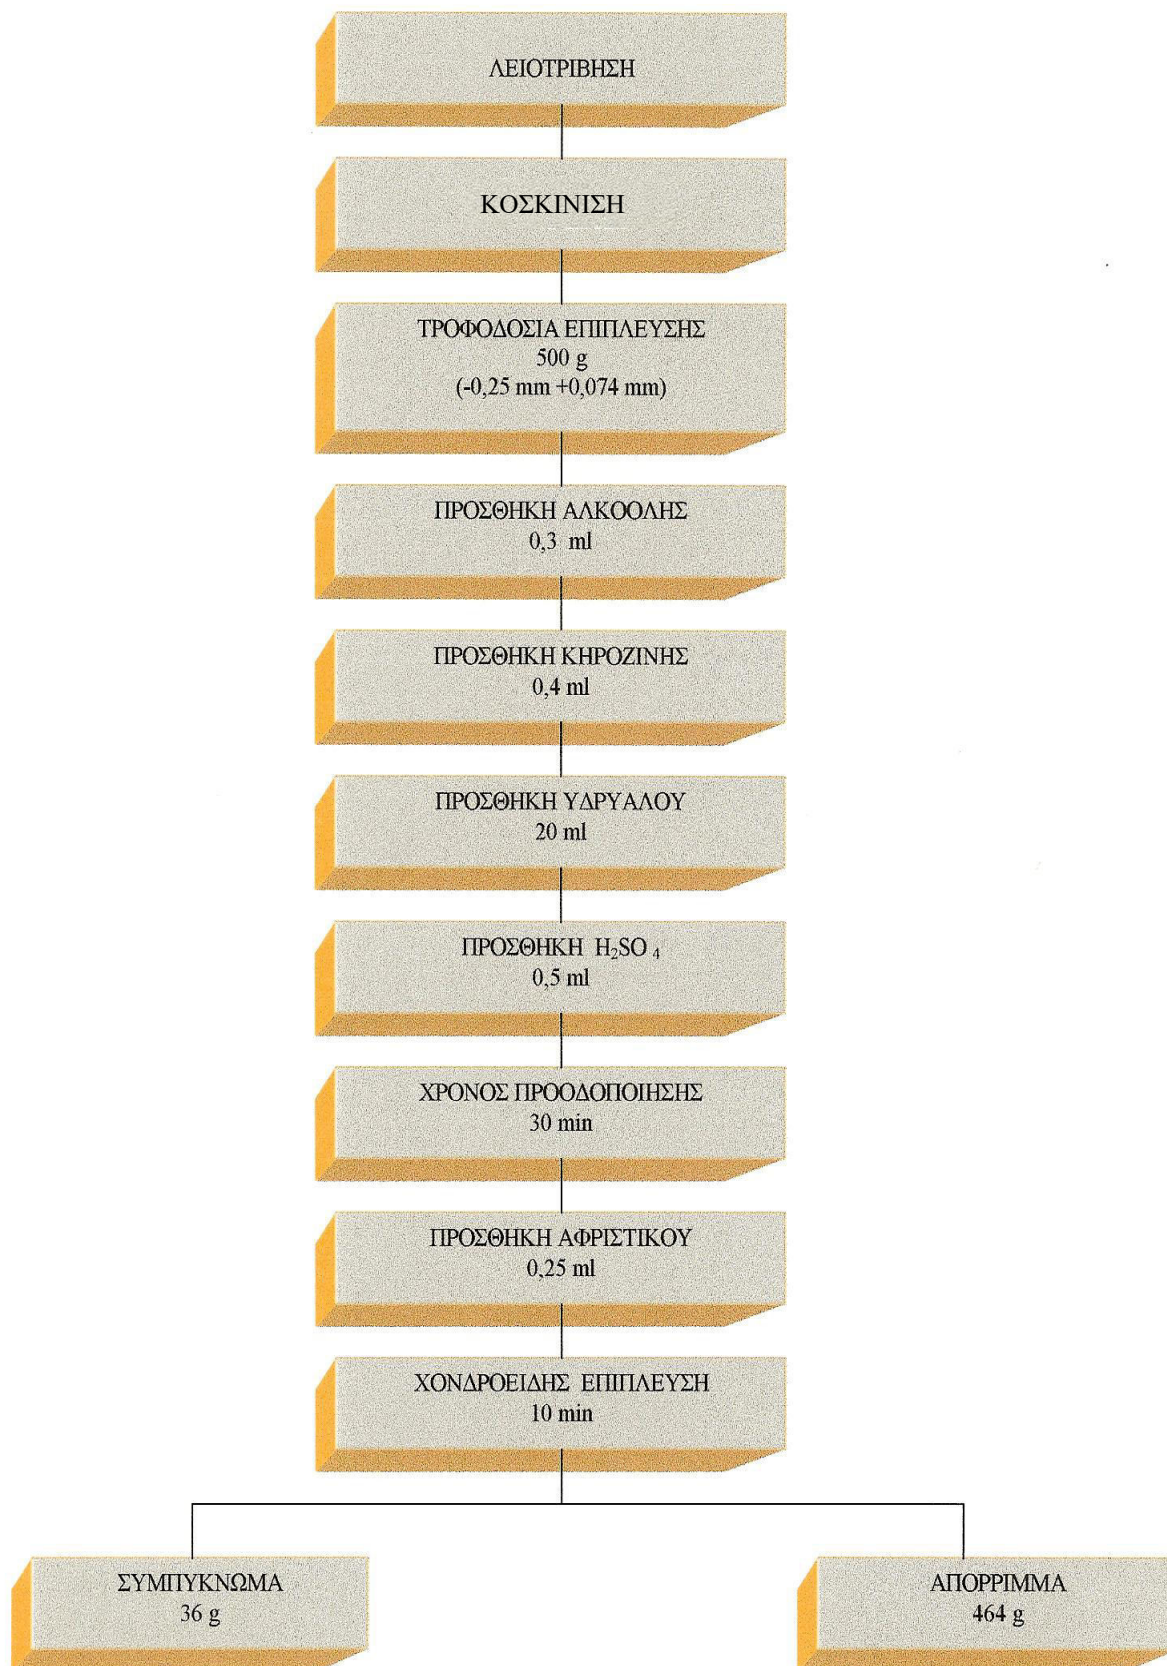 ΛΕΙΟΤΡΙΒΗΣΗ
ΚΟΣΚΙΝΙΣΗ
ΤΡΟΦΟΔΟΣΙΑ ΕΠΙΠΛΕΥΣΗΣ
500 g
(-0,25 mm +0,074 mm)
ΠΡΟΣΘΗΚΗ ΑΛΚΟΟΛΗΣ
0,3 ml
ΠΡΟΣΘΗΚΗ ΚΗΡΟΖΙΝΗΣ
0,4 ml
ΠΡΟΣΘΗΚΗ ΥΔΡΥΑΛΟΥ
20 ml
ΠΡΟΣΘΗΚΗ H₂SO₄
0,5 ml
ΧΡΟΝΟΣ ΠΡΟΟΔΟΠΟΙΗΣΗΣ
30 min
ΠΡΟΣΘΗΚΗ ΑΦΡΙΣΤΙΚΟΥ
0,25 ml
ΧΟΝΔΡΟΕΙΔΗΣ ΕΠΙΠΛΕΥΣΗ
10 min
ΣΥΜΠΥΚΝΩΜΑ
36 g
ΑΠΟΡΡΙΜΜΑ
464 g